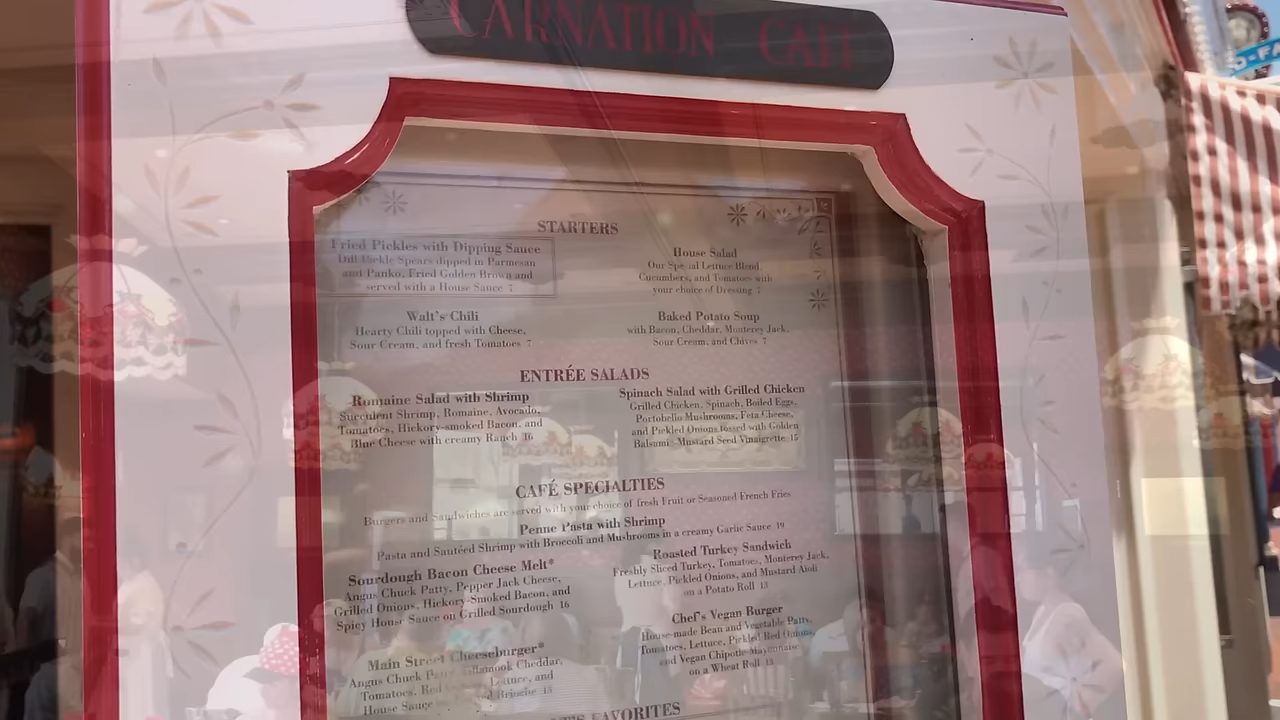 CARNATION CAFE
STARTERS
Fried Pickles with Dipping Sauce
Dill Pickle Spears dipped in Parmesan
and Panko, Fried Golden Brown and
served with a House Sauce 7
House Salad
Our Special Lettuce Blend,
Cucumbers, and Tomatoes with
your choice of Dressing 7
Walt's Chili
Hearty Chili topped with Cheese,
Sour Cream, and fresh Tomatoes 7
Baked Potato Soup
with Bacon, Cheddar, Monterey Jack,
Sour Cream, and Chives 7
ENTRÉE SALADS
Romaine Salad with Shrimp
Succulent Shrimp, Romaine, Avocado,
Tomatoes, Hickory-smoked Bacon, and
Blue Cheese with creamy Ranch 16
Spinach Salad with Grilled Chicken
Grilled Chicken, Spinach, Boiled Eggs,
Portobello Mushrooms, Feta Cheese,
and Pickled Onions tossed with Golden
Balsamic-Mustard Seed Vinaigrette 15
CAFÉ SPECIALTIES
Burgers and Sandwiches are served with your choice of fresh Fruit or Seasoned French Fries
Penne Pasta with Shrimp
Pasta and Sautéed Shrimp with Broccoli and Mushrooms in a creamy Garlic Sauce 19
Sourdough Bacon Cheese Melt*
Angus Chuck Patty, Pepper Jack Cheese,
Grilled Onions, Hickory-Smoked Bacon, and
Spicy House Sauce on Grilled Sourdough 16
Roasted Turkey Sandwich
Freshly Sliced Turkey, Tomatoes, Monterey Jack,
Lettuce, Pickled Onions, and Mustard Aioli
on a Potato Roll 13
Main Street Cheeseburger*
Angus Chuck Patty, Tillamook Cheddar,
Tomatoes, Red Lettuce, and
House Sauce Brioche 15
Chef's Vegan Burger
House-made Bean and Vegetable Patty,
Tomatoes, Lettuce, Pickled Red Onions,
and Vegan Chipotle Mayonnaise
on a Wheat Roll 13
FAVORITES